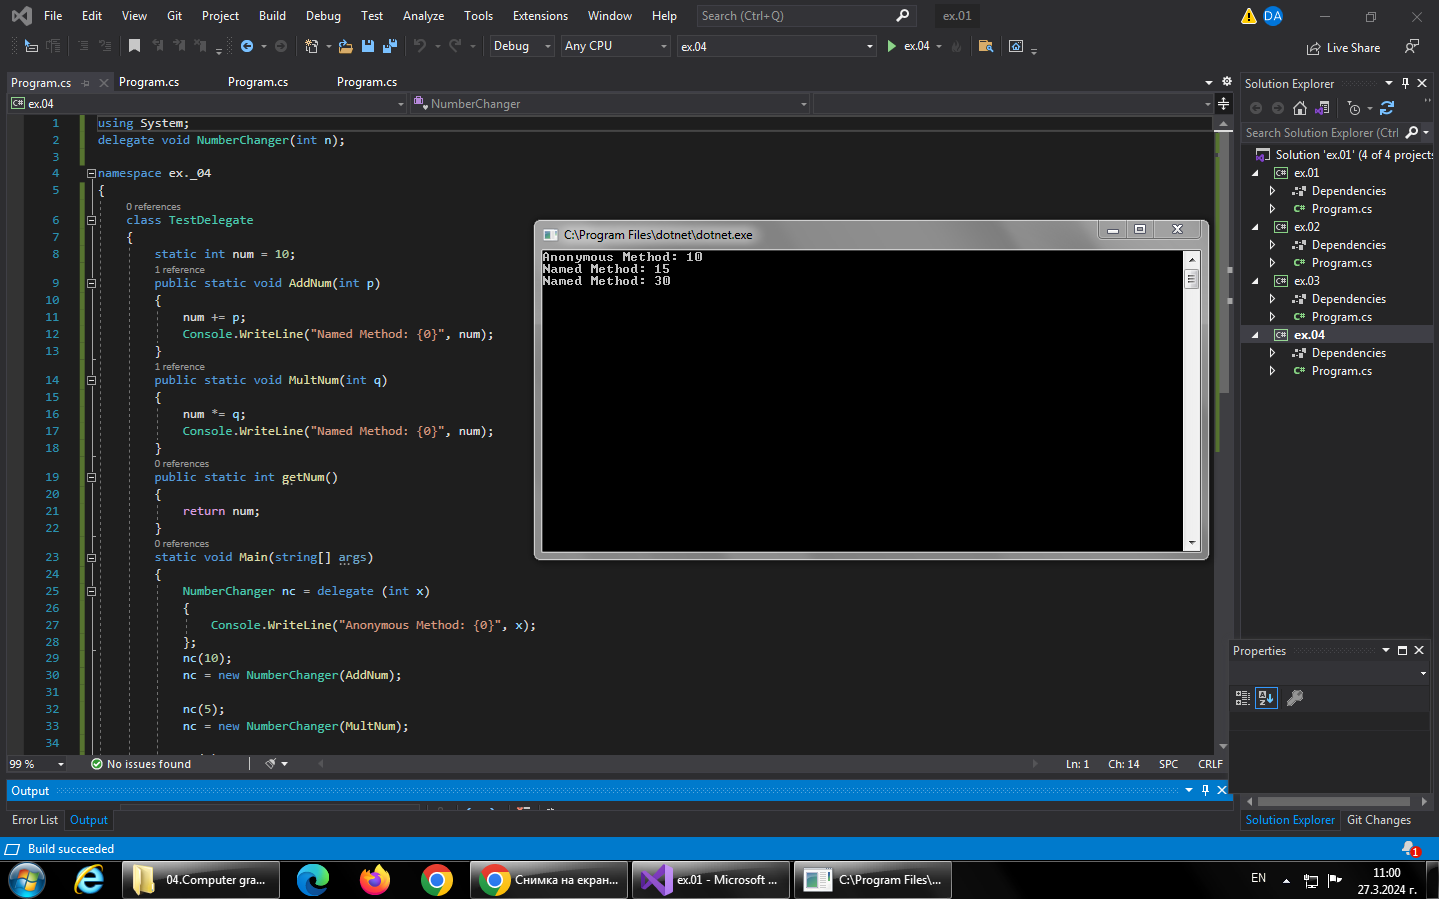 File Edit View Git Project Build Debug Test Analyze Tools Extensions Window Help Search (Ctrl+Q) ex.01 DA
Debug Any CPU ex.04 ex.04 Live Share
Program.cs Program.cs Program.cs Program.cs
C# ex.04 NumberChanger
1 using System;
2 delegate void NumberChanger(int n);
3
4 namespace ex._04
5 {
0 references
6 class TestDelegate
7 {
8 static int num = 10;
1 reference
9 public static void AddNum(int p)
10 {
11 num += p;
12 Console.WriteLine("Named Method: {0}", num);
13 }
1 reference
14 public static void MultNum(int q)
15 {
16 num *= q;
17 Console.WriteLine("Named Method: {0}", num);
18 }
0 references
19 public static int getNum()
20 {
21 return num;
22 }
0 references
23 static void Main(string[] args)
24 {
25 NumberChanger nc = delegate (int x)
26 {
27 Console.WriteLine("Anonymous Method: {0}", x);
28 };
29 nc(10);
30 nc = new NumberChanger(AddNum);
31
32 nc(5);
33 nc = new NumberChanger(MultNum);
34
C:\Program Files\dotnet\dotnet.exe
Anonymous Method: 10
Named Method: 15
Named Method: 30
Solution Explorer
Search Solution Explorer (Ctrl
Solution 'ex.01' (4 of 4 projects
C# ex.01
Dependencies
C# Program.cs
C# ex.02
Dependencies
C# Program.cs
C# ex.03
Dependencies
C# Program.cs
C# ex.04
Dependencies
C# Program.cs
Properties
99 % No issues found Ln: 1 Ch: 14 SPC CRLF
Output
Error List Output
Solution Explorer Git Changes
Build succeeded 1
04.Computer gra... Снимка на екран... ex.01 - Microsoft ... C:\Program Files\... EN 11:00
27.3.2024 г.